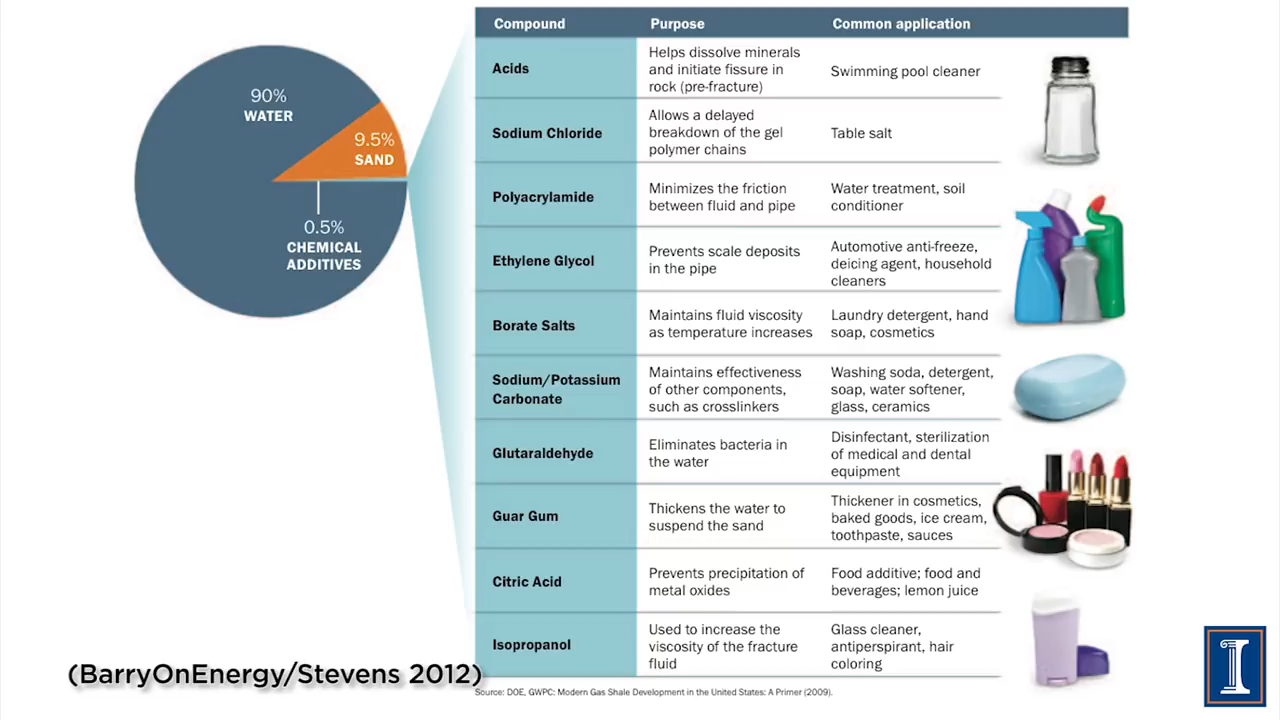 90%
WATER
9.5%
SAND
0.5%
CHEMICAL
ADDITIVES
Compound Purpose Common application
Acids
Helps dissolve minerals
and initiate fissure in
rock (pre-fracture)
Swimming pool cleaner
Sodium Chloride
Allows a delayed
breakdown of the gel
polymer chains
Table salt
Polyacrylamide
Minimizes the friction
between fluid and pipe
Water treatment, soil
conditioner
Ethylene Glycol
Prevents scale deposits
in the pipe
Automotive anti-freeze,
deicing agent, household
cleaners
Borate Salts
Maintains fluid viscosity
as temperature increases
Laundry detergent, hand
soap, cosmetics
Sodium/Potassium
Carbonate
Maintains effectiveness
of other components,
such as crosslinkers
Washing soda, detergent,
soap, water softener,
glass, ceramics
Glutaraldehyde
Eliminates bacteria in
the water
Disinfectant, sterilization
of medical and dental
equipment
Guar Gum
Thickens the water to
suspend the sand
Thickener in cosmetics,
baked goods, ice cream,
toothpaste, sauces
Citric Acid
Prevents precipitation of
metal oxides
Food additive; food and
beverages; lemon juice
Isopropanol
Used to increase the
viscosity of the fracture
fluid
Glass cleaner,
antiperspirant, hair
coloring
(BarryOnEnergy/Stevens 2012)
Source: DOE, GWPC: Modern Gas Shale Development in the United States: A Primer (2009).
I